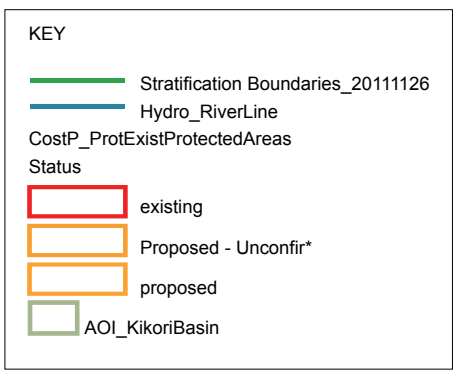 KEY
Stratification Boundaries_20111126
Hydro_RiverLine
CostP_ProtExistProtectedAreas
Status
existing
Proposed - Unconfir*
proposed
AOI_KikoriBasin